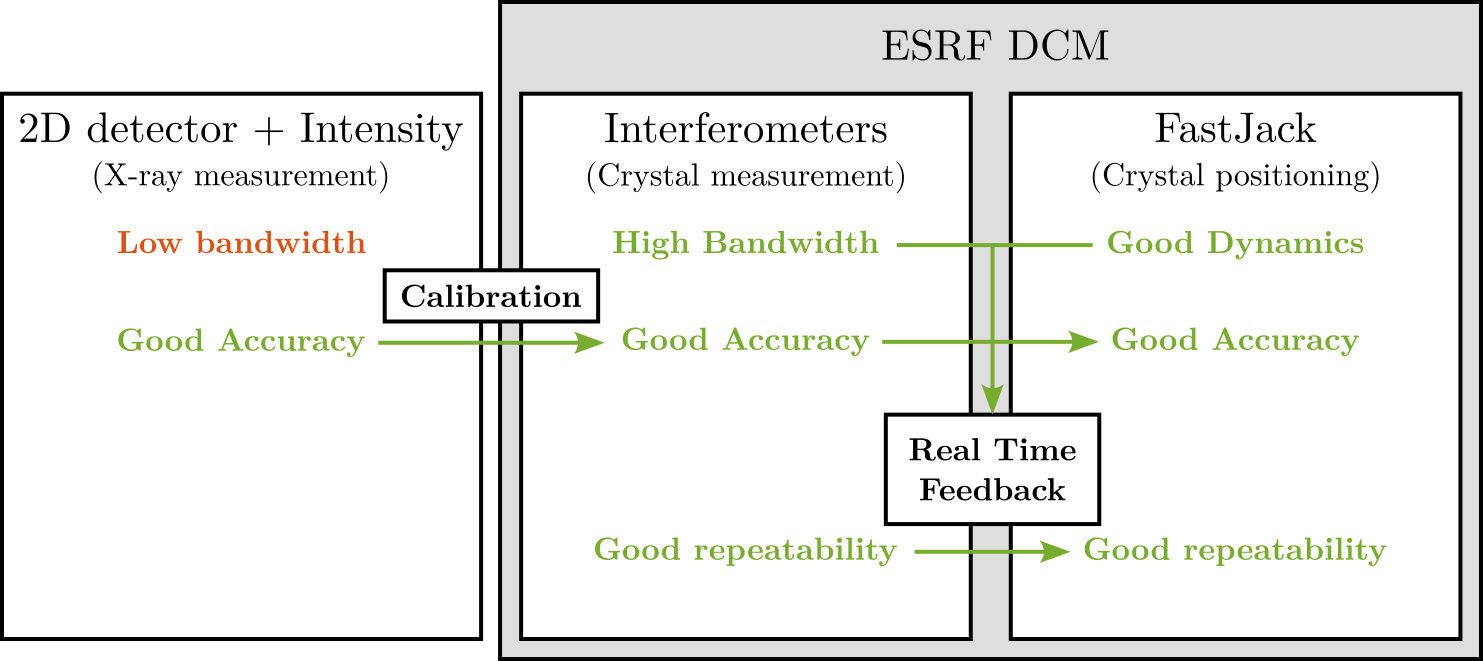 ESRF DCM
2D detector + Intensity
(X-ray measurement)
Low bandwidth
Good Accuracy
Calibration
Interferometers
(Crystal measurement)
High Bandwidth
Good Accuracy
Good repeatability
Real Time
Feedback
FastJack
(Crystal positioning)
Good Dynamics
Good Accuracy
Good repeatability